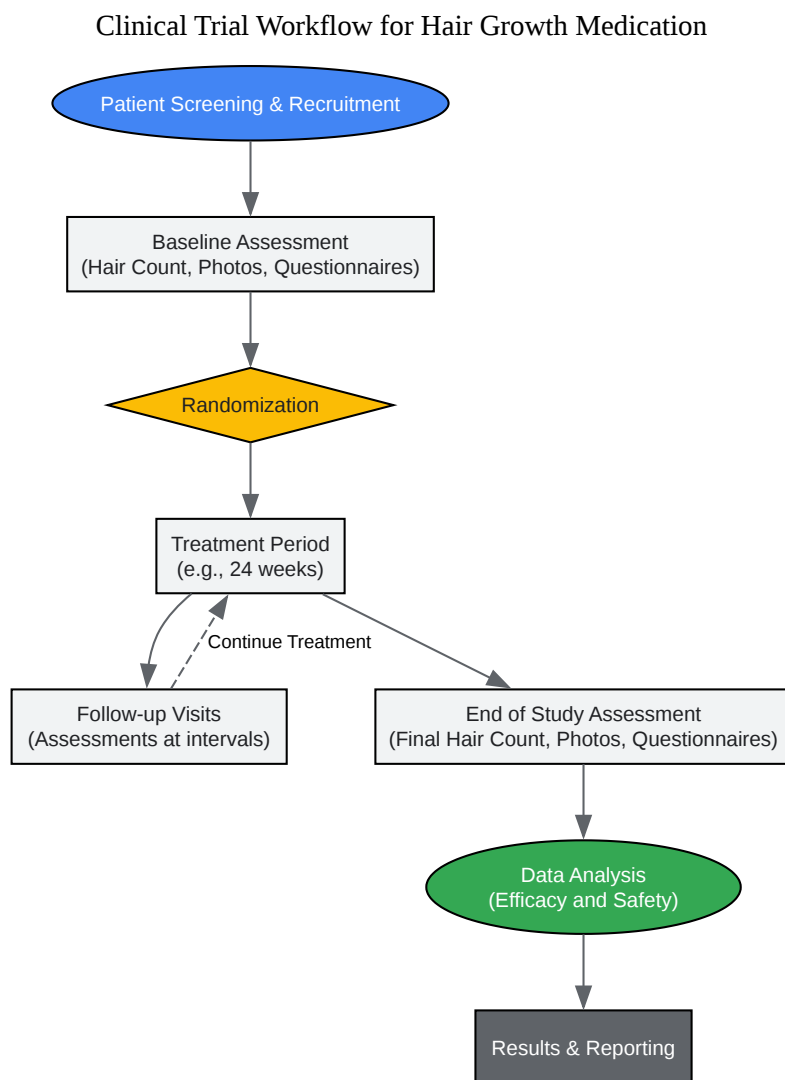 Clinical Trial Workflow for Hair Growth Medication
Patient Screening & Recruitment
Baseline Assessment
(Hair Count, Photos, Questionnaires)
Randomization
Treatment Period
(e.g., 24 weeks)
Continue Treatment
Follow-up Visits
(Assessments at intervals)
End of Study Assessment
(Final Hair Count, Photos, Questionnaires)
Data Analysis
(Efficacy and Safety)
Results & Reporting